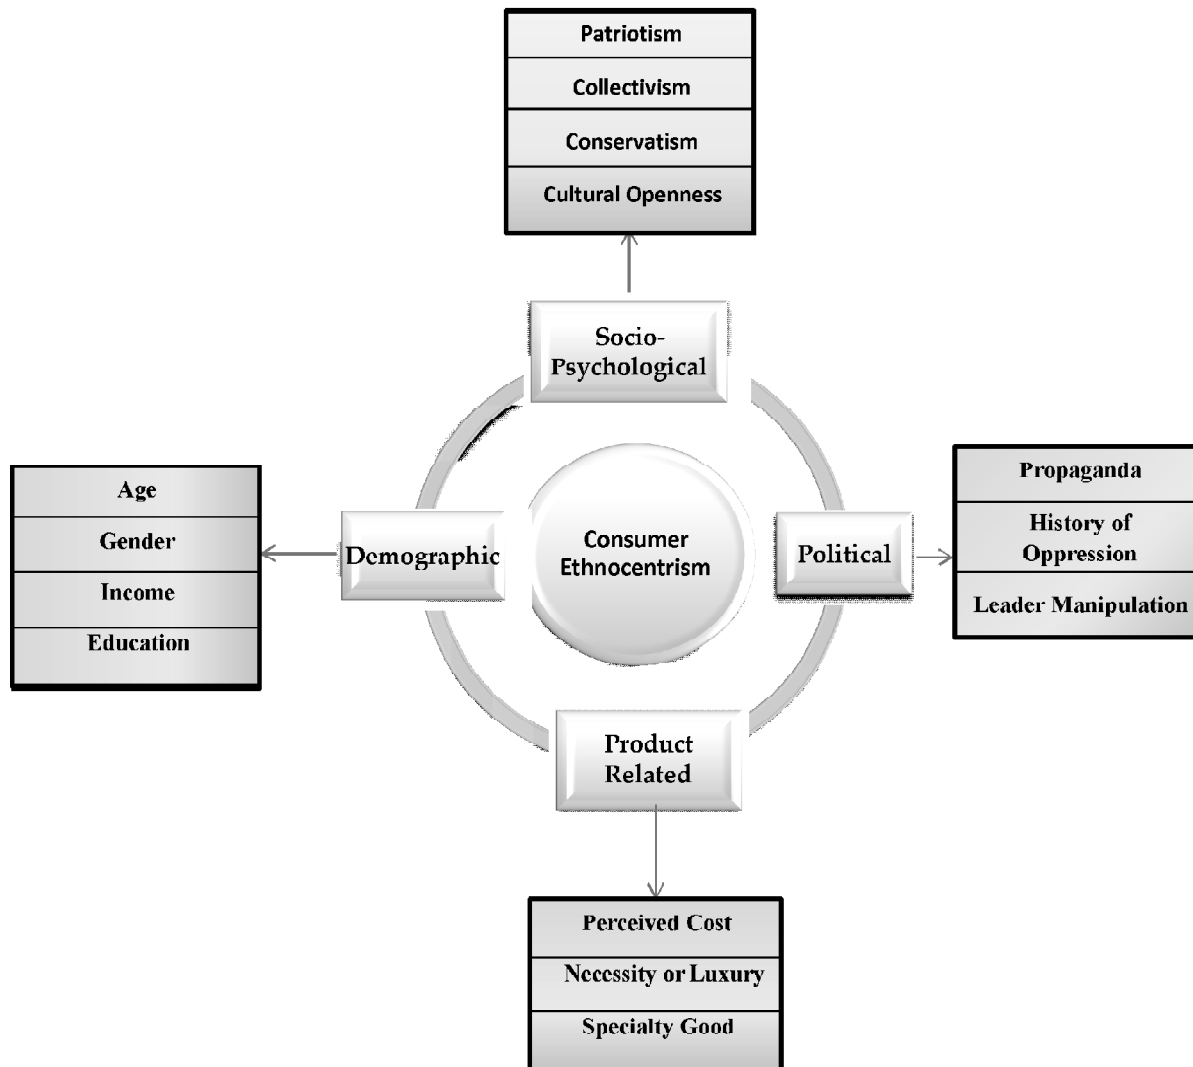 Patriotism
Collectivism
Conservatism
Cultural Openness
Socio-
Psychological
Age
Gender
Income
Education
Demographic
Consumer
Ethnocentrism
Political
Propaganda
History of
Oppression
Leader Manipulation
Product
Related
Perceived Cost
Necessity or Luxury
Specialty Good